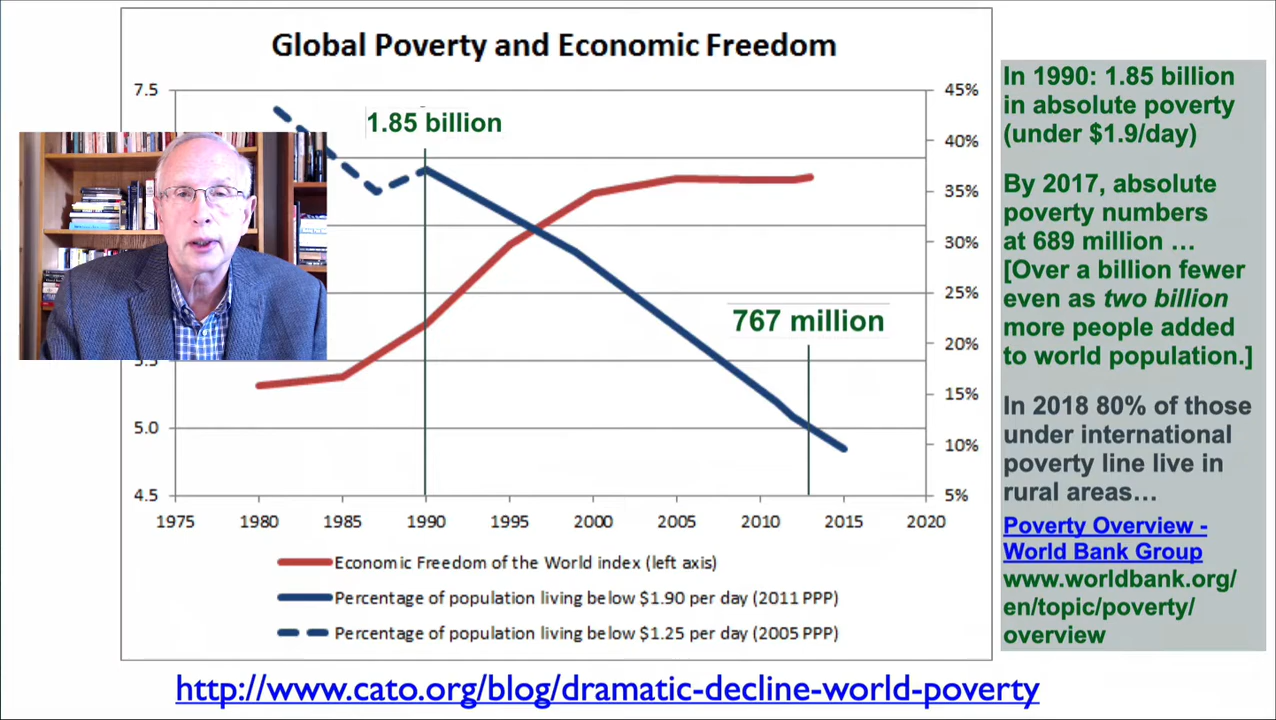 Global Poverty and Economic Freedom
7.5
45%
1.85 billion
40%
35%
30%
25%
767 million
20%
5.5
15%
5.0
10%
4.5
5%
1975
1980
1985
1990
1995
2000
2005
2010
2015
2020
Economic Freedom of the World index (left axis)
Percentage of population living below $1.90 per day (2011 PPP)
Percentage of population living below $1.25 per day (2005 PPP)
http://www.cato.org/blog/dramatic-decline-world-poverty
In 1990: 1.85 billion
in absolute poverty
(under $1.9/day)
By 2017, absolute
poverty numbers
at 689 million …
[Over a billion fewer
even as two billion
more people added
to world population.]
In 2018 80% of those
under international
poverty line live in
rural areas…
Poverty Overview -
World Bank Group
www.worldbank.org/
en/topic/poverty/
overview